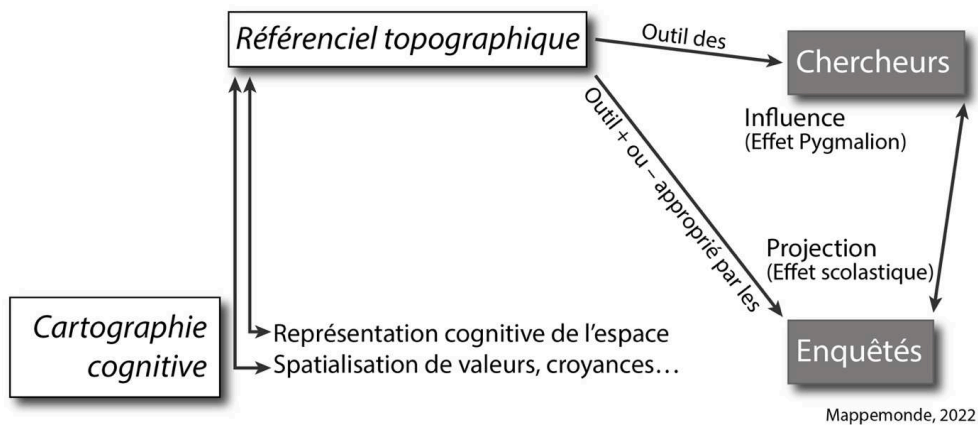 Référenciel topographique
Outil des
Chercheurs
Influence
(Effet Pygmalion)
Outil + ou – approprié par les
Projection
(Effet scolastique)
Cartographie
cognitive
Représentation cognitive de l’espace
Spatialisation de valeurs, croyances…
Enquêtés
Mappemonde, 2022